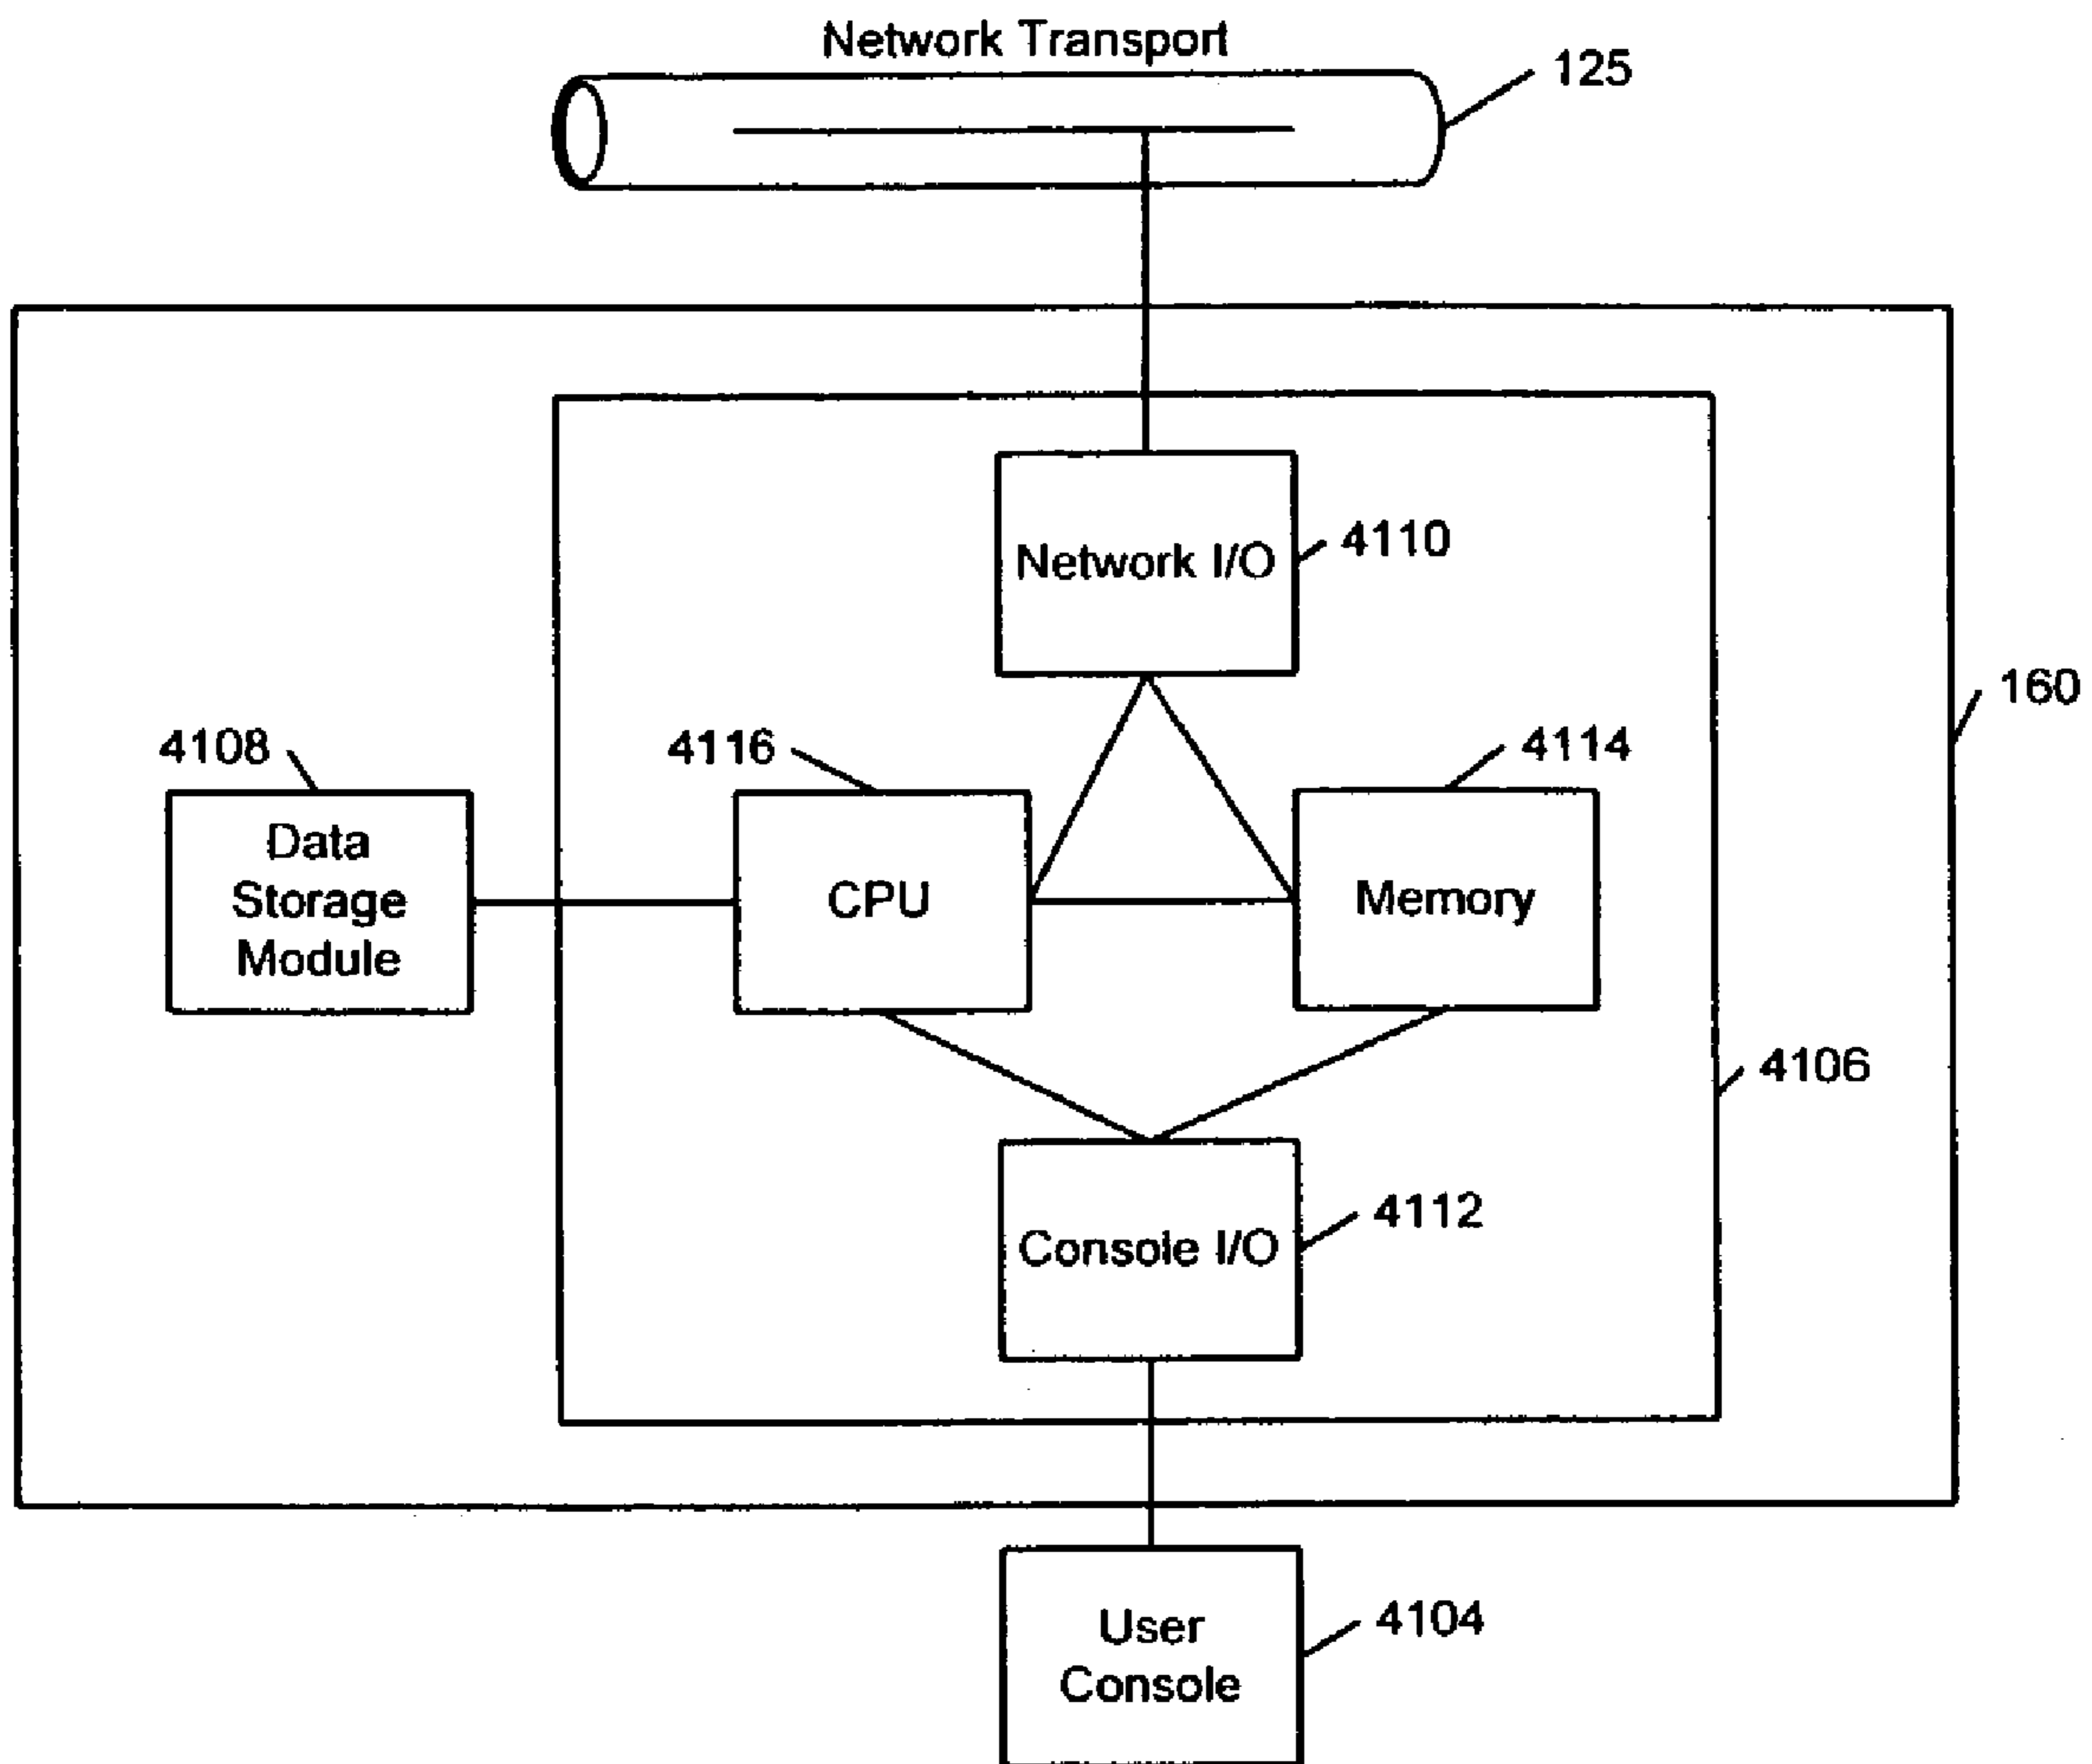 Network Transport
125
Network I/O
4110
160
4108
4116
4114
Data
Storage
Module
CPU
Memory
4106
4112
Console I/O
4104
User
Console